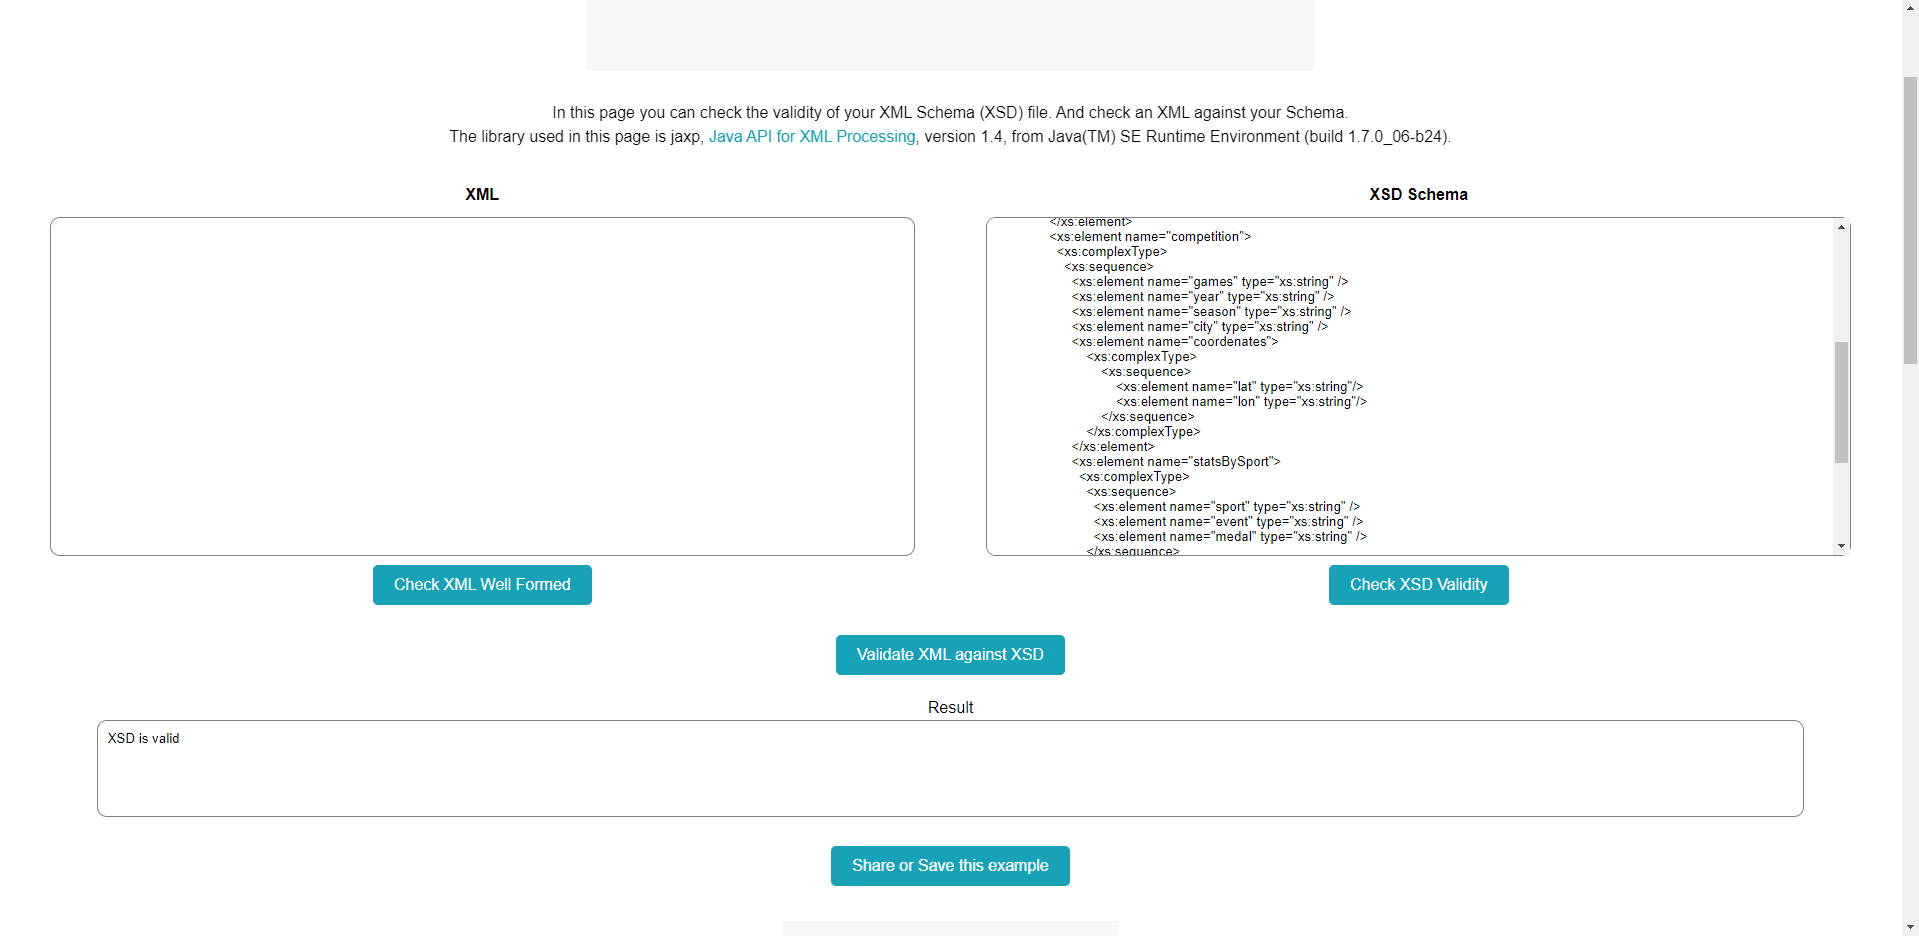 In this page you can check the validity of your XML Schema (XSD) file. And check an XML against your Schema.
The library used in this page is jaxp, Java API for XML Processing, version 1.4, from Java(TM) SE Runtime Environment (build 1.7.0_06-b24).
XML
XSD Schema
</xs:element>
<xs:element name="competition">
<xs:complexType>
<xs:sequence>
<xs:element name="games" type="xs:string" />
<xs:element name="year" type="xs:string" />
<xs:element name="season" type="xs:string" />
<xs:element name="city" type="xs:string" />
<xs:element name="coordenates">
<xs:complexType>
<xs:sequence>
<xs:element name="lat" type="xs:string"/>
<xs:element name="lon" type="xs:string"/>
</xs:sequence>
</xs:complexType>
</xs:element>
<xs:element name="statsBySport">
<xs:complexType>
<xs:sequence>
<xs:element name="sport" type="xs:string" />
<xs:element name="event" type="xs:string" />
<xs:element name="medal" type="xs:string" />
</xs:sequence>
Check XML Well Formed
Check XSD Validity
Validate XML against XSD
Result
XSD is valid
Share or Save this example